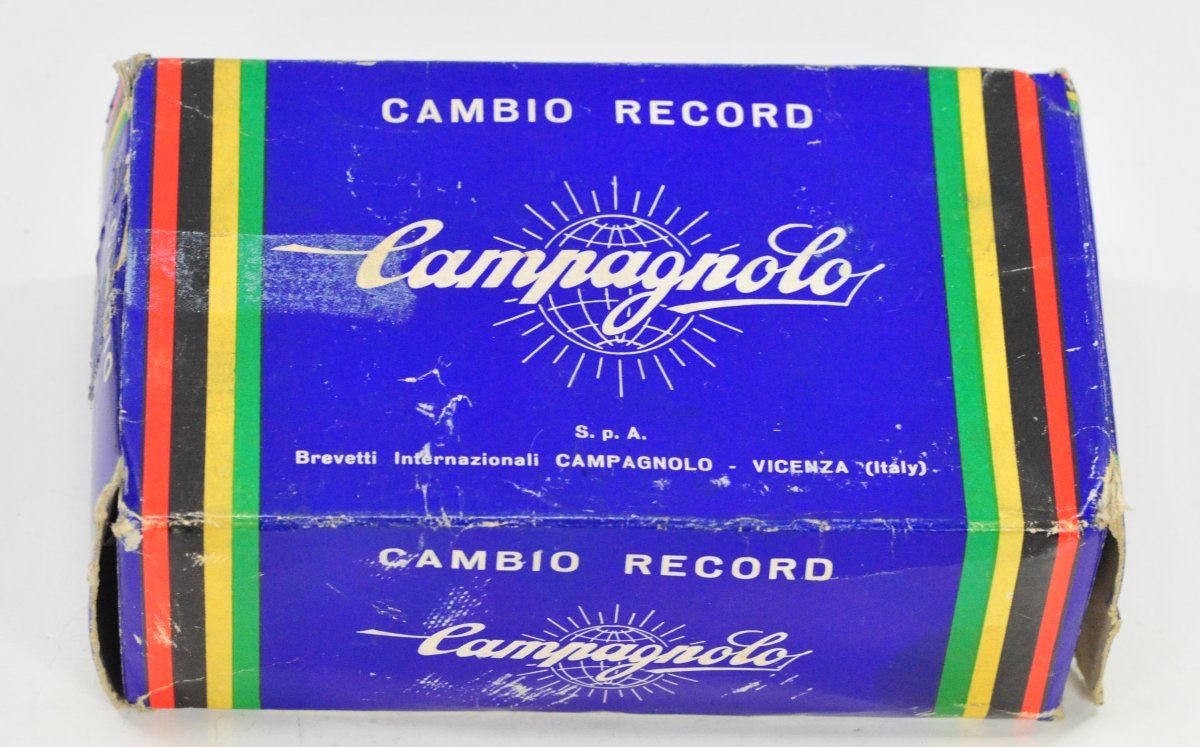 CAMBIO RECORD
Campagnolo
S. p. A.
Brevetti Internazionali CAMPAGNOLO - VICENZA (Italy)
CAMBIO RECORD
Campagnolo